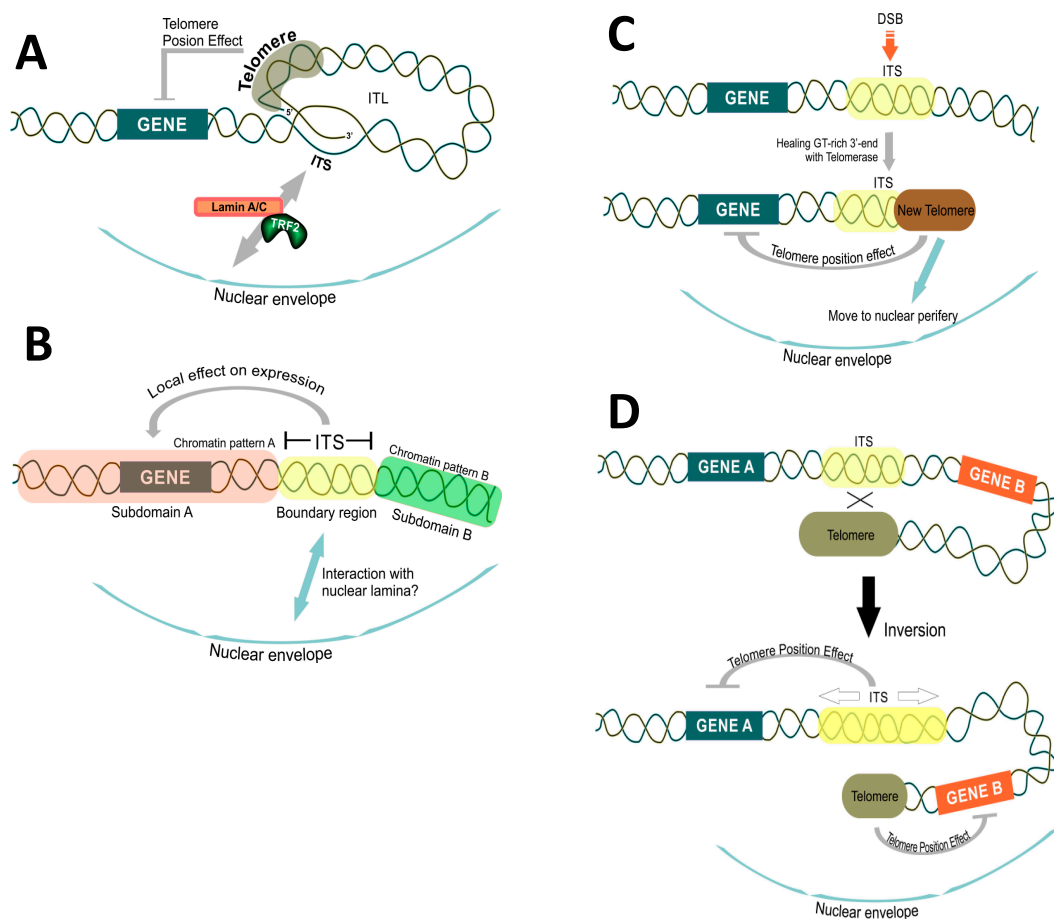 A
Telomere
Posion Effect
Telomere
ITL
5'
3'
GENE
ITS
Lamin A/C
TRF2
Nuclear envelope
B
Local effect on expression
Chromatin pattern A
ITS
Chromatin pattern B
GENE
Subdomain A
Boundary region
Subdomain B
Interaction with
nuclear lamina?
Nuclear envelope
C
DSB
ITS
GENE
Healing GT-rich 3'-end
with Telomerase
ITS
GENE
New Telomere
Telomere position effect
Move to nuclear perifery
Nuclear envelope
D
ITS
GENE A
GENE B
Telomere
Inversion
Telomere Position Effect
ITS
GENE A
Telomere
GENE B
Telomere Position Effect
Nuclear envelope